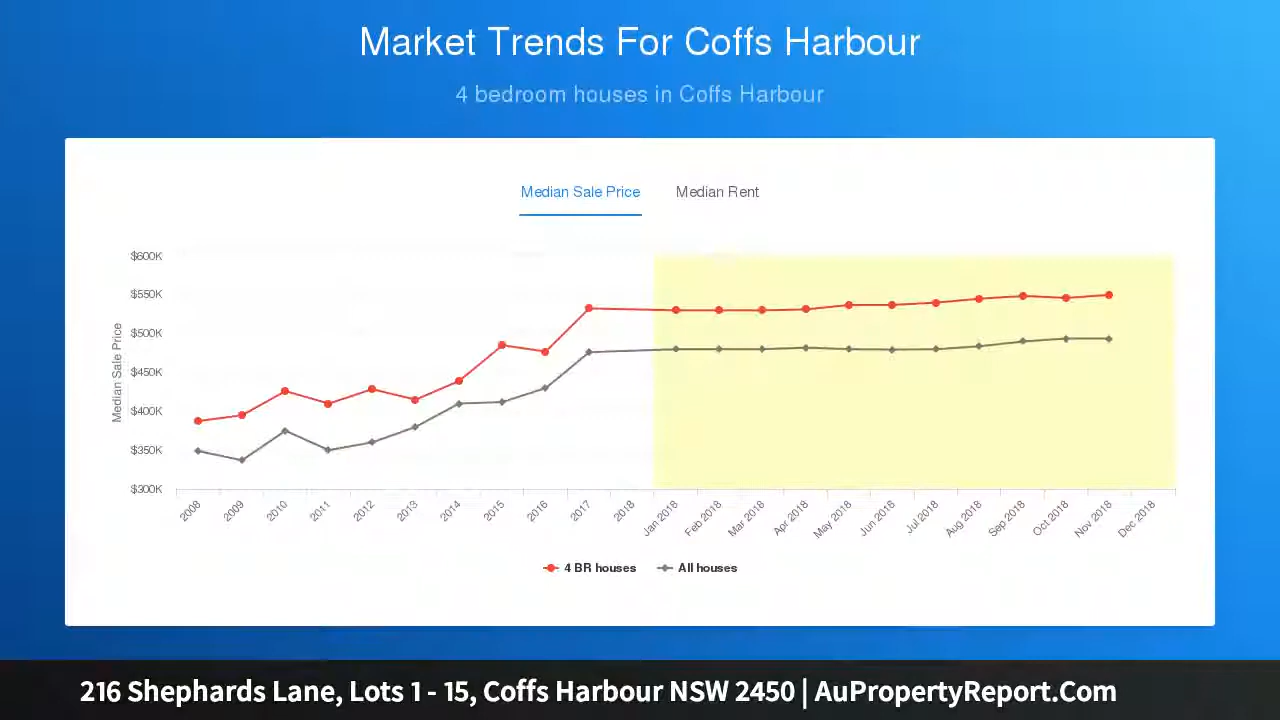 Market Trends For Coffs Harbour
4 bedroom houses in Coffs Harbour
Median Sale Price
Median Rent
Median Sale Price
$600K
$550K
$500K
$450K
$400K
$350K
$300K
2008
2009
2010
2011
2012
2013
2014
2015
2016
2017
2018
Jan 2018
Feb 2018
Mar 2018
Apr 2018
May 2018
Jun 2018
Jul 2018
Aug 2018
Sep 2018
Oct 2018
Nov 2018
Dec 2018
4 BR houses
All houses
216 Shephards Lane, Lots 1 - 15, Coffs Harbour NSW 2450 | AuPropertyReport.Com